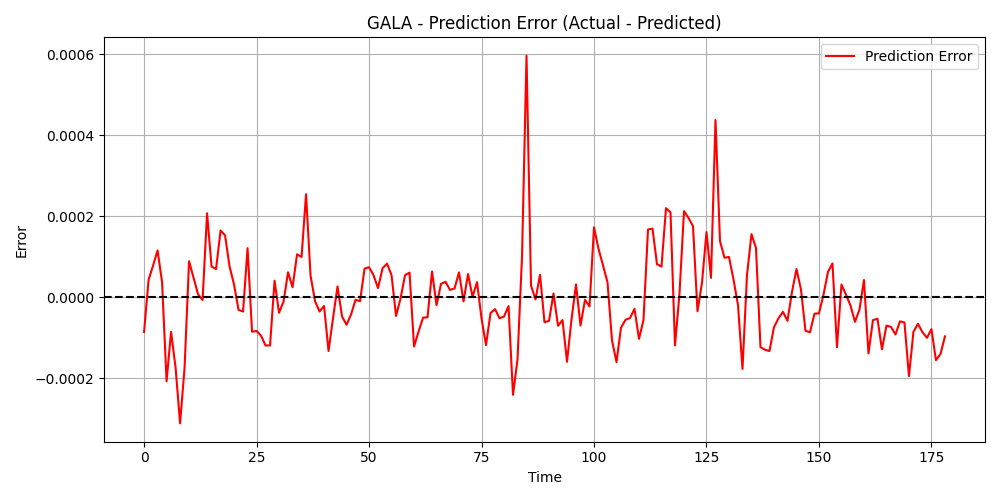 GALA - Prediction Error (Actual - Predicted)
Prediction Error
0.0006
0.0004
0.0002
0.0000
−0.0002
Error
0 25 50 75 100 125 150 175
Time